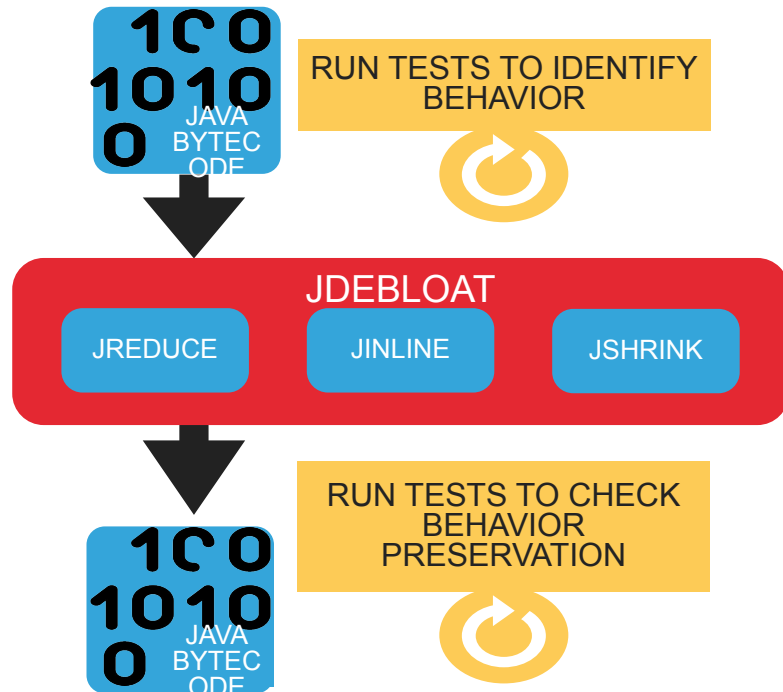 100
1010
0
JAVA
BYTEC
ODE
RUN TESTS TO IDENTIFY
BEHAVIOR
JDEBLOAT
JREDUCE
JINLINE
JSHRINK
RUN TESTS TO CHECK
BEHAVIOR
PRESERVATION
100
1010
0
JAVA
BYTEC
ODE